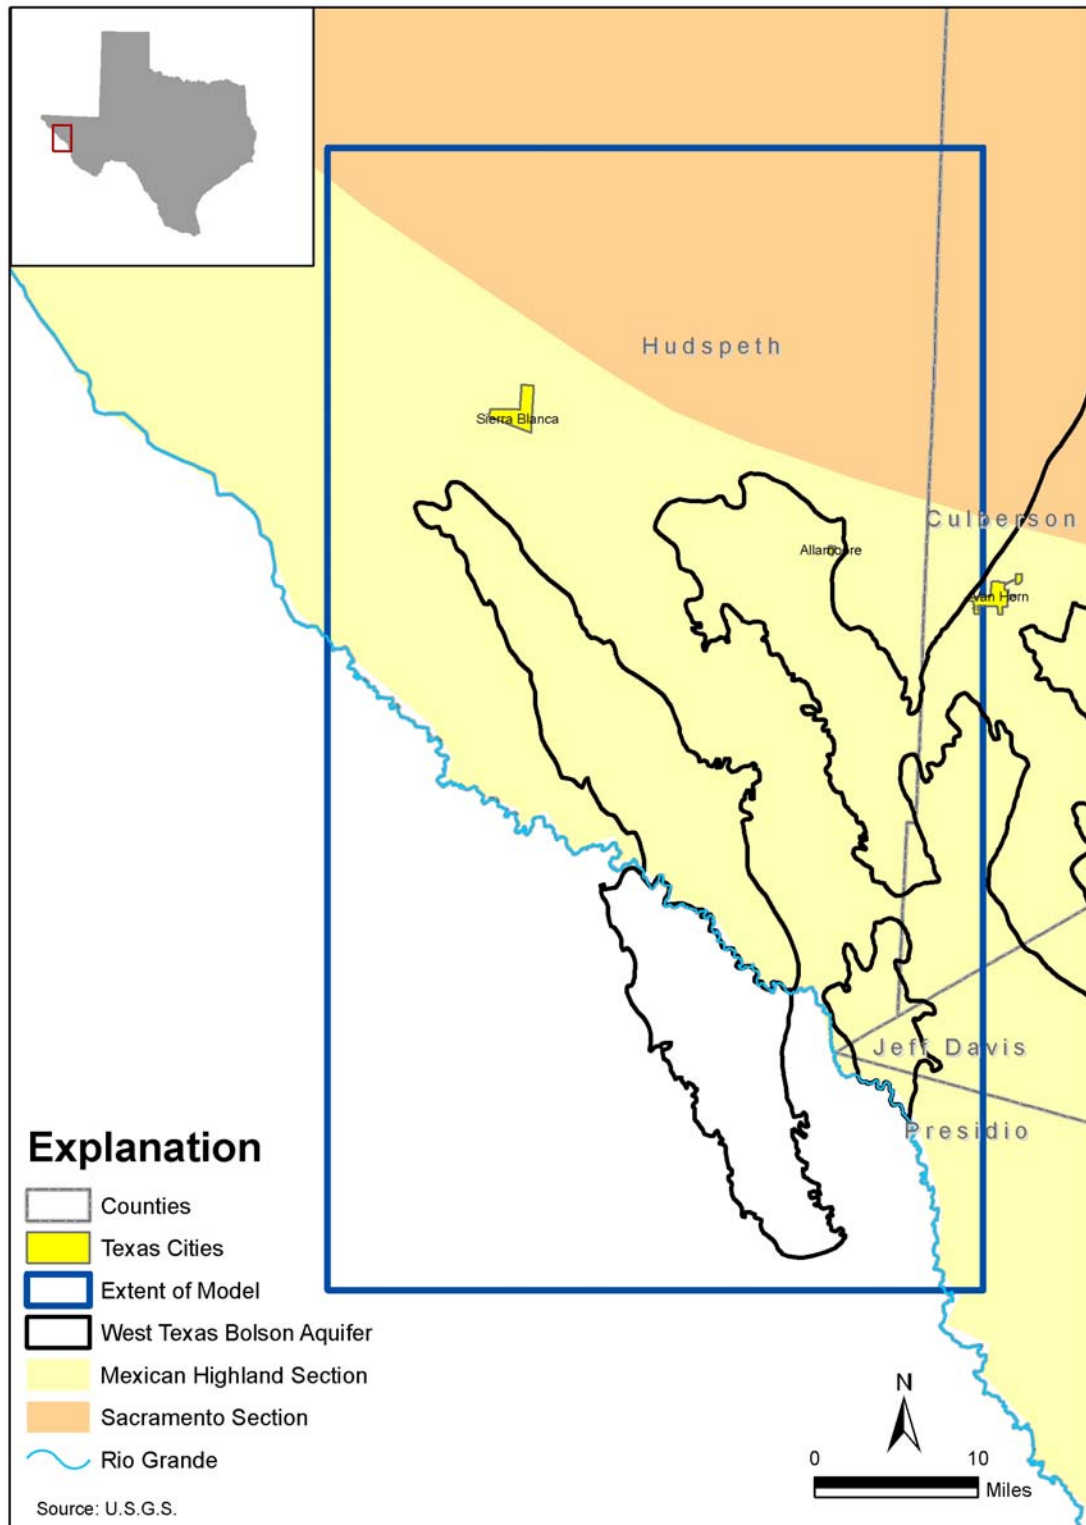 Hudspeth
Sierra Blanca
Culberson
Allamoore
Van Horn
Jeff Davis
Presidio
Explanation
Counties
Texas Cities
Extent of Model
West Texas Bolson Aquifer
Mexican Highland Section
Sacramento Section
Rio Grande
Source: U.S.G.S.
N
0 10
Miles